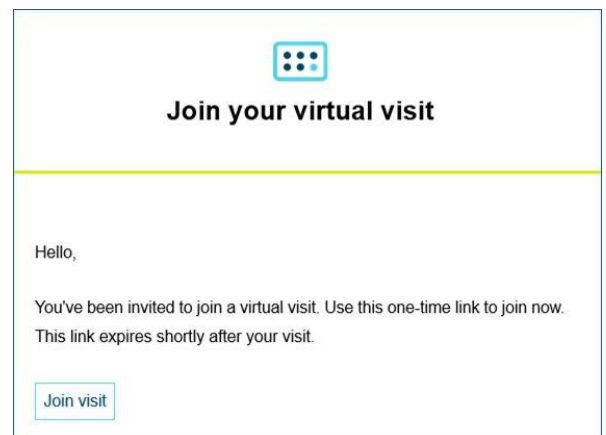 Join your virtual visit
Hello,
You've been invited to join a virtual visit. Use this one-time link to join now.
This link expires shortly after your visit.
Join visit